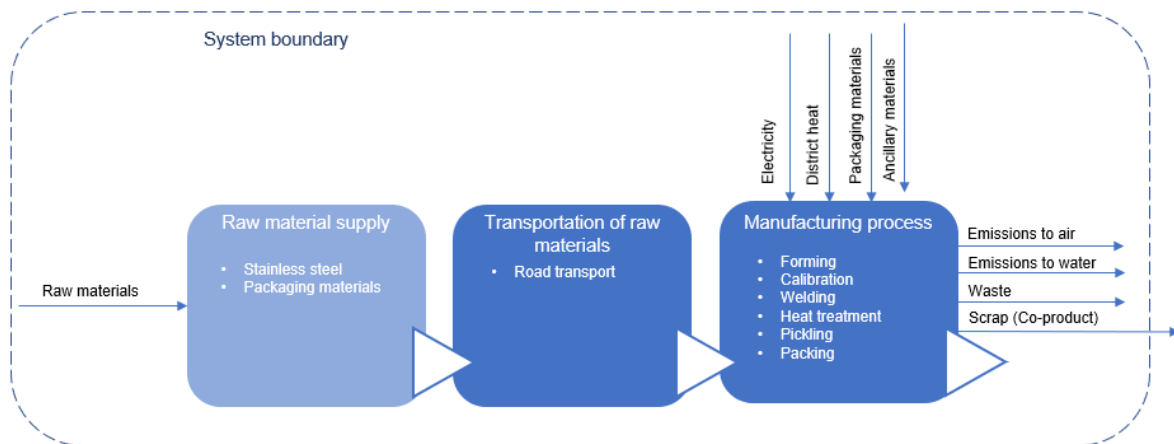 System boundary
Electricity
District heat
Packaging materials
Ancillary materials
Raw materials
Raw material supply
• Stainless steel
• Packaging materials
Transportation of raw
materials
• Road transport
Manufacturing process
• Forming
• Calibration
• Welding
• Heat treatment
• Pickling
• Packing
Emissions to air
Emissions to water
Waste
Scrap (Co-product)